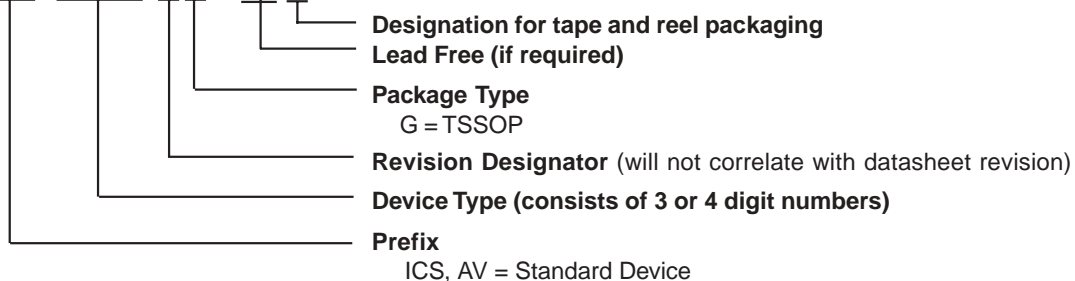 Designation for tape and reel packaging
Lead Free (if required)
Package Type
G = TSSOP
Revision Designator (will not correlate with datasheet revision)
Device Type (consists of 3 or 4 digit numbers)
Prefix
ICS, AV = Standard Device